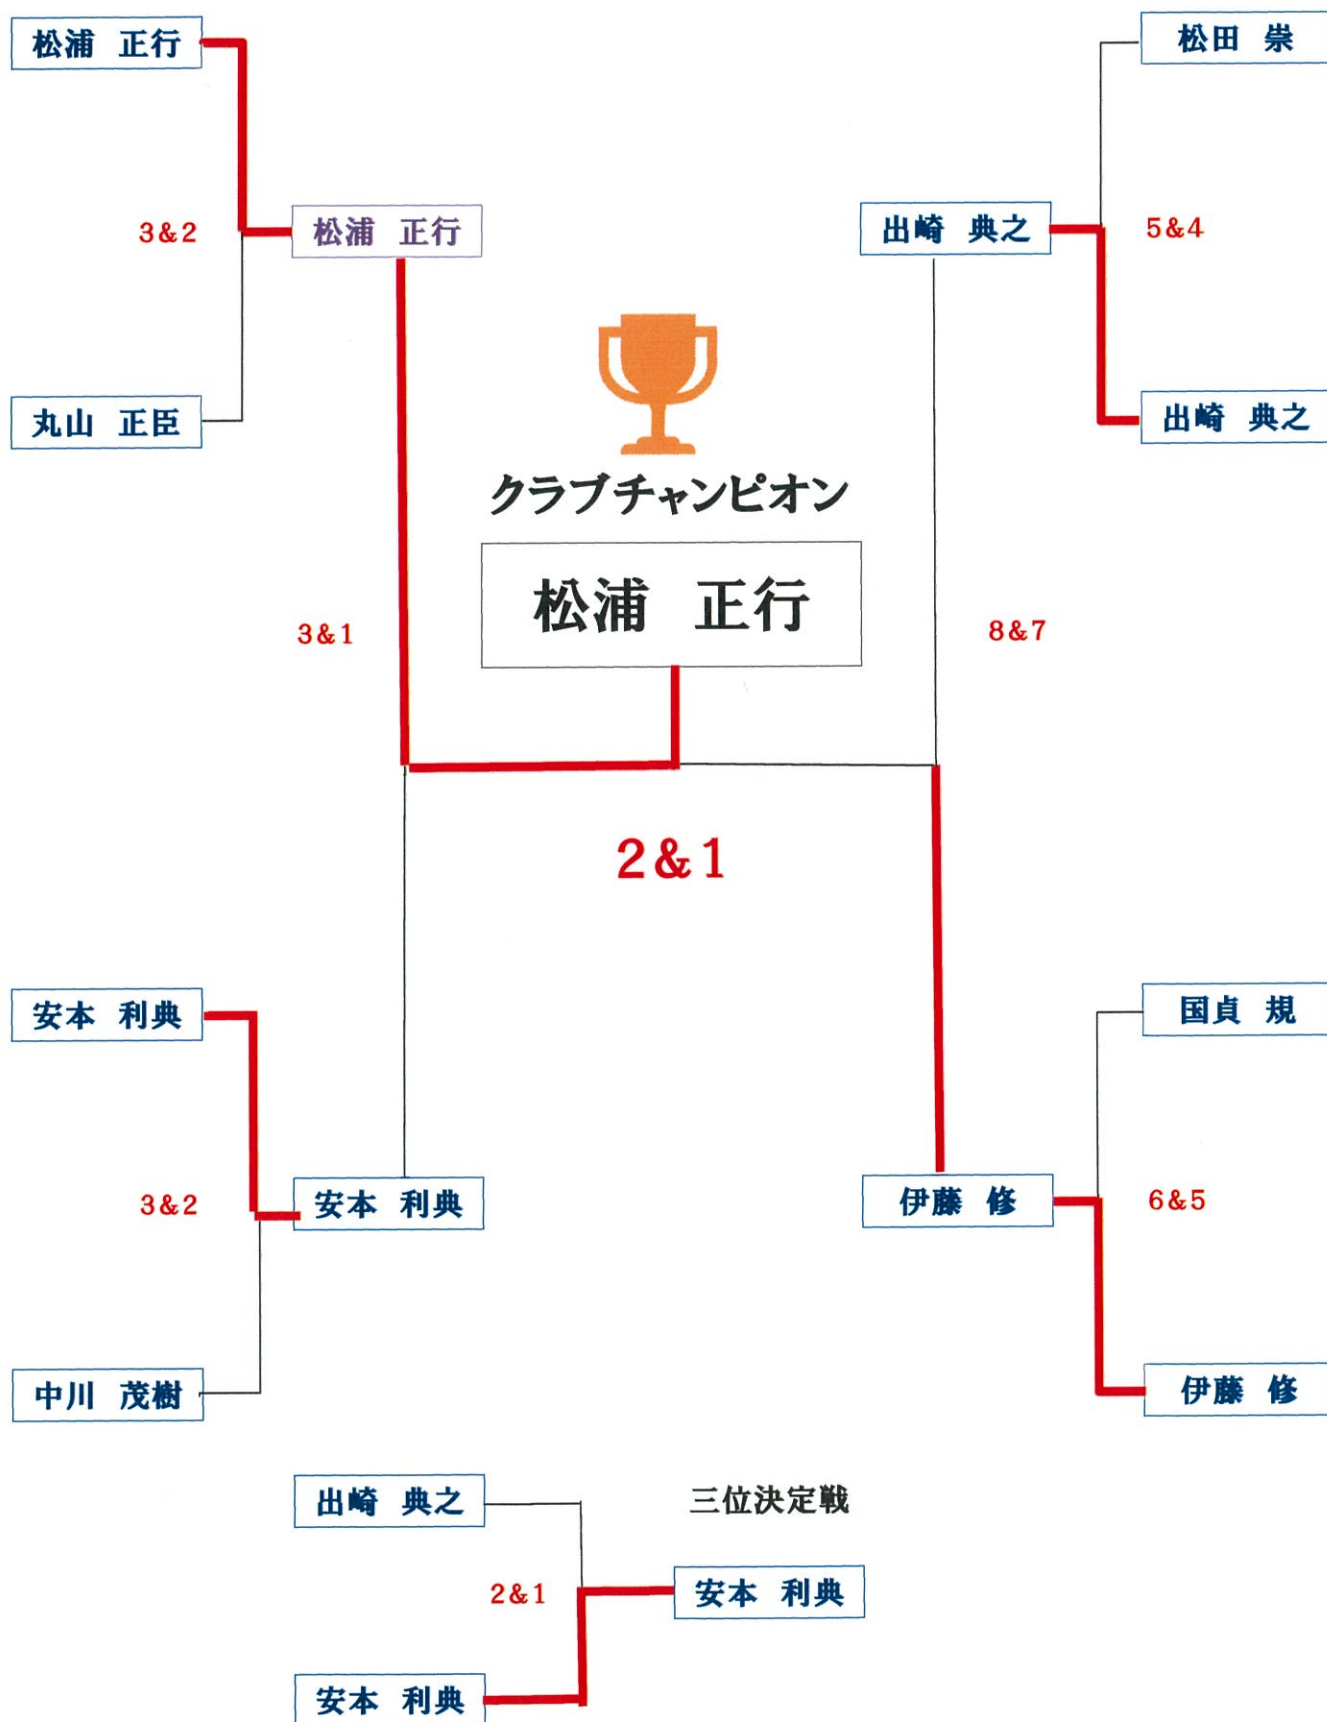 松浦 正行
松田 崇
3&2
松浦 正行
出崎 典之
5&4
丸山 正臣
出崎 典之
クラブチャンピオン
松浦 正行
3&1
8&7
2&1
安本 利典
国貞 規
3&2
安本 利典
伊藤 修
6&5
中川 茂樹
伊藤 修
出崎 典之
三位決定戦
2&1
安本 利典
安本 利典